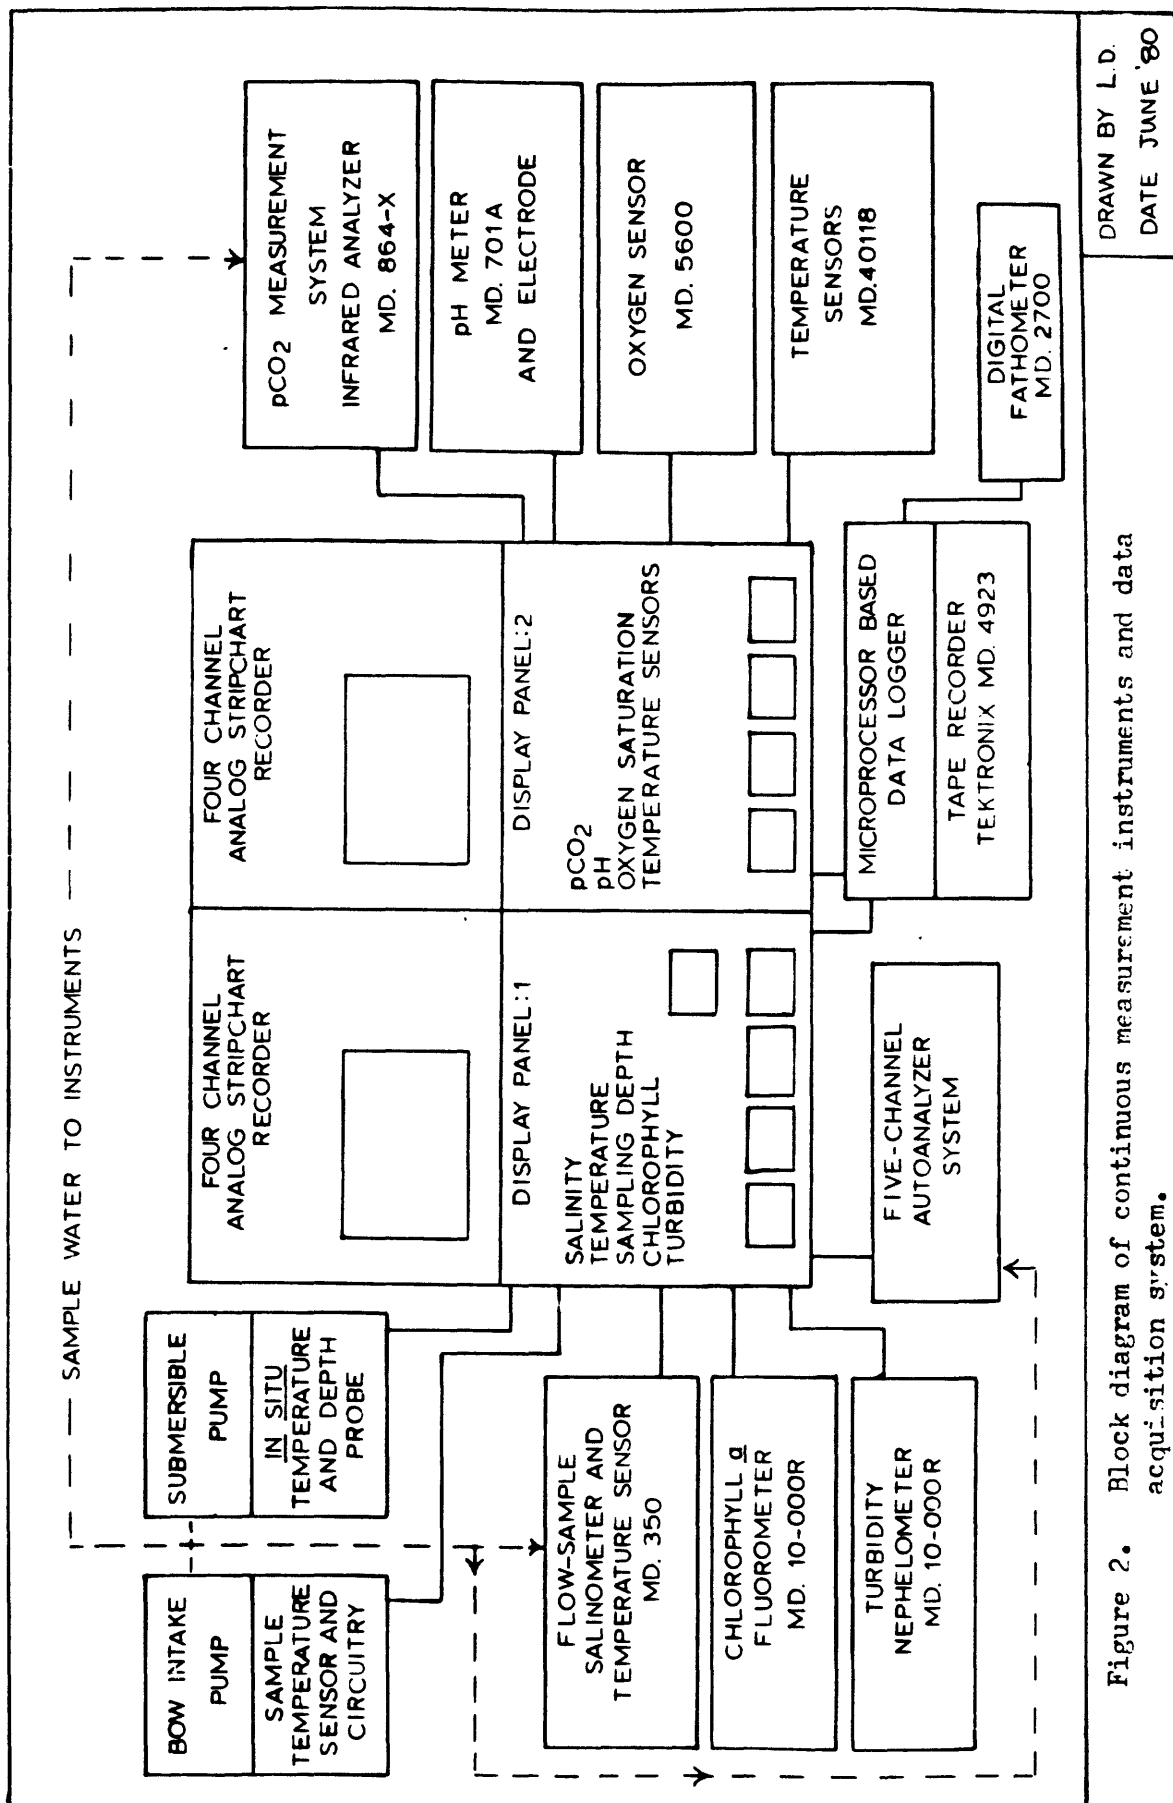 SAMPLE WATER TO INSTRUMENTS
BOW INTAKE
PUMP
SAMPLE
TEMPERATURE
SENSOR AND
CIRCUITRY
SUBMERSIBLE
PUMP
IN SITU
TEMPERATURE
AND DEPTH
PROBE
FOUR CHANNEL
ANALOG STRIPCHART
RECORDER
FOUR CHANNEL
ANALOG STRIPCHART
RECORDER
pCO2 MEASUREMENT
SYSTEM
INFRARED ANALYZER
MD. 864-X
pH METER
MD. 701A
AND ELECTRODE
OXYGEN SENSOR
MD. 5600
TEMPERATURE
SENSORS
MD.40118
DISPLAY PANEL:1
SALINITY
TEMPERATURE
SAMPLING DEPTH
CHLOROPHYLL
TURBIDITY
DISPLAY PANEL:2
pCO2
pH
OXYGEN SATURATION
TEMPERATURE SENSORS
FLOW-SAMPLE
SALINOMETER AND
TEMPERATURE SENSOR
MD. 350
CHLOROPHYLL a
FLUOROMETER
MD. 10-000R
TURBIDITY
NEPHELOMETER
MD. 10-000R
FIVE-CHANNEL
AUTOANALYZER
SYSTEM
MICROPROCESSOR BASED
DATA LOGGER
TAPE RECORDER
TEKTRONIX MD. 4923
DIGITAL
FATHOMETER
MD. 2700
DRAWN BY L.D.
DATE JUNE '80
Figure 2. Block diagram of continuous measurement instruments and data
acquisition system.